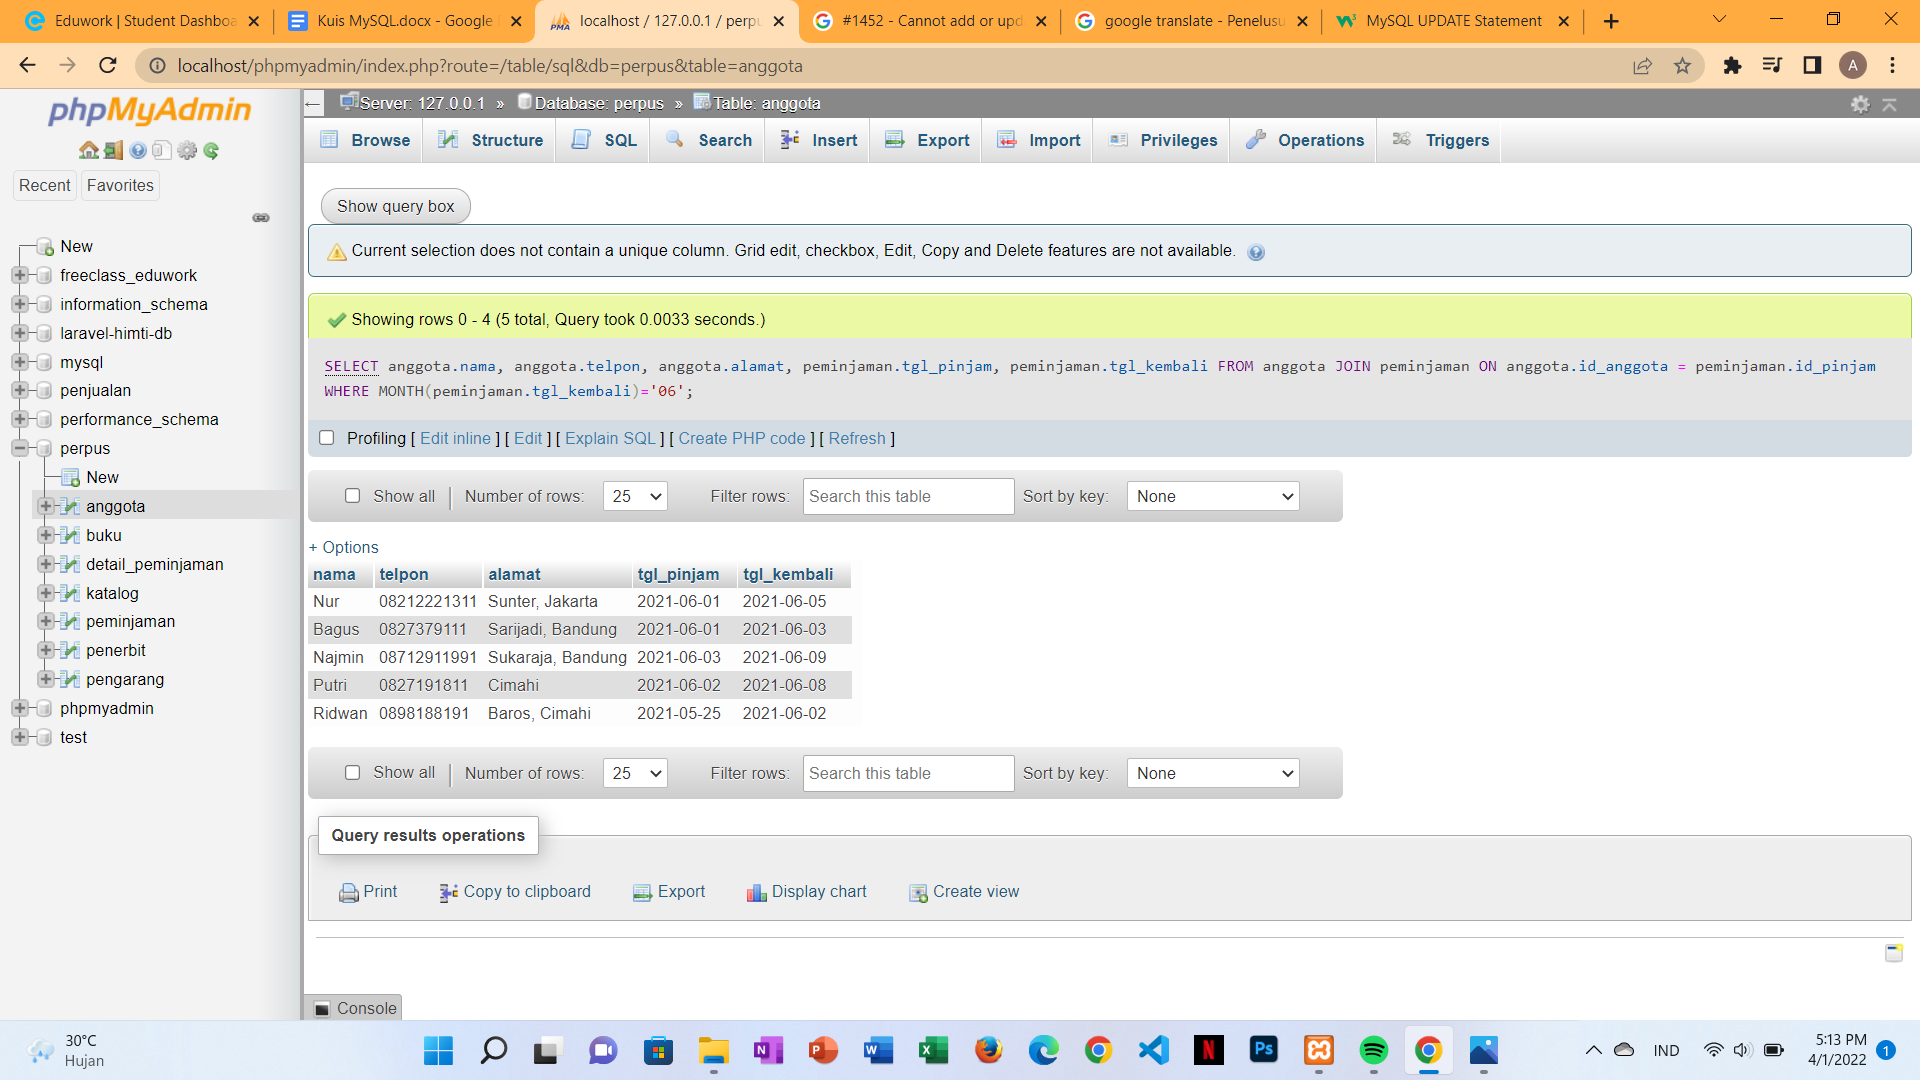 Eduwork | Student Dashboa
Kuis MySQL.docx - Google
localhost / 127.0.0.1 / perpu
#1452 - Cannot add or upd
google translate - Penelusu
MySQL UPDATE Statement
localhost/phpmyadmin/index.php?route=/table/sql&db=perpus&table=anggota
A
phpMyAdmin
Recent
Favorites
New
freeclass_eduwork
information_schema
laravel-himti-db
mysql
penjualan
performance_schema
perpus
New
anggota
buku
detail_peminjaman
katalog
peminjaman
penerbit
pengarang
phpmyadmin
test
Server: 127.0.0.1 » Database: perpus » Table: anggota
Browse
Structure
SQL
Search
Insert
Export
Import
Privileges
Operations
Triggers
Show query box
Current selection does not contain a unique column. Grid edit, checkbox, Edit, Copy and Delete features are not available.
Showing rows 0 - 4 (5 total, Query took 0.0033 seconds.)
SELECT anggota.nama, anggota.telpon, anggota.alamat, peminjaman.tgl_pinjam, peminjaman.tgl_kembali FROM anggota JOIN peminjaman ON anggota.id_anggota = peminjaman.id_pinjam
WHERE MONTH(peminjaman.tgl_kembali)='06';
Profiling [ Edit inline ] [ Edit ] [ Explain SQL ] [ Create PHP code ] [ Refresh ]
Show all | Number of rows: 25 Filter rows: Search this table Sort by key: None
+ Options
nama telpon alamat tgl_pinjam tgl_kembali
Nur 08212221311 Sunter, Jakarta 2021-06-01 2021-06-05
Bagus 0827379111 Sarijadi, Bandung 2021-06-01 2021-06-03
Najmin 08712911991 Sukaraja, Bandung 2021-06-03 2021-06-09
Putri 0827191811 Cimahi 2021-06-02 2021-06-08
Ridwan 0898188191 Baros, Cimahi 2021-05-25 2021-06-02
Show all | Number of rows: 25 Filter rows: Search this table Sort by key: None
Query results operations
Print
Copy to clipboard
Export
Display chart
Create view
Console
30°C
Hujan
IND
5:13 PM
4/1/2022
1